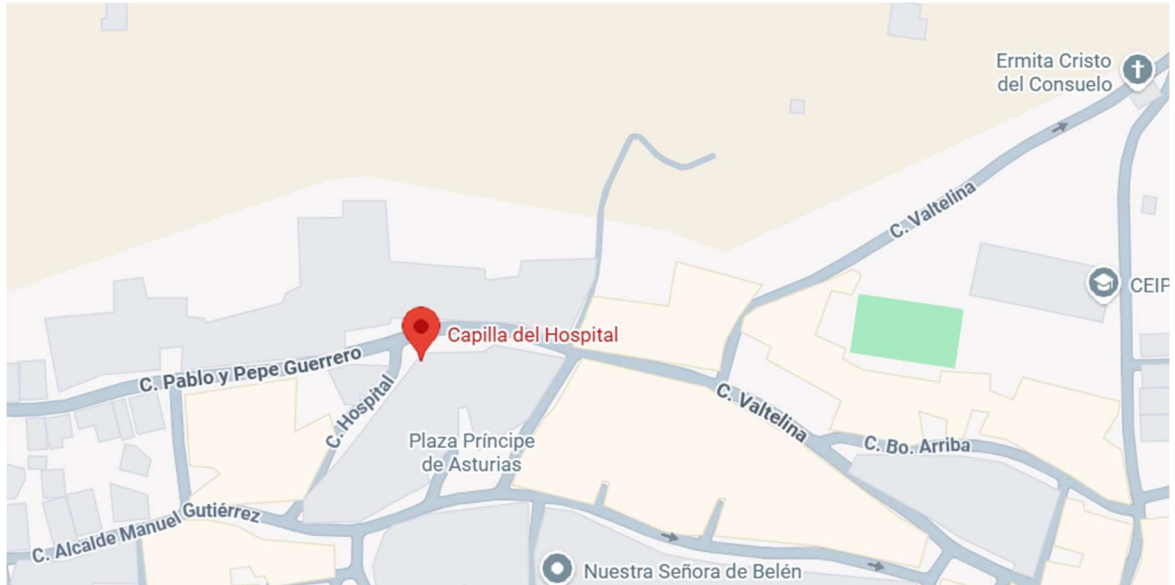 Ermita Cristo
del Consuelo
C. Valtelina
CEIP
Capilla del Hospital
C. Pablo y Pepe Guerrero
C. Hospital
C. Valtelina
Plaza Príncipe
de Asturias
C. Bo. Arriba
C. Alcalde Manuel Gutiérrez
Nuestra Señora de Belén